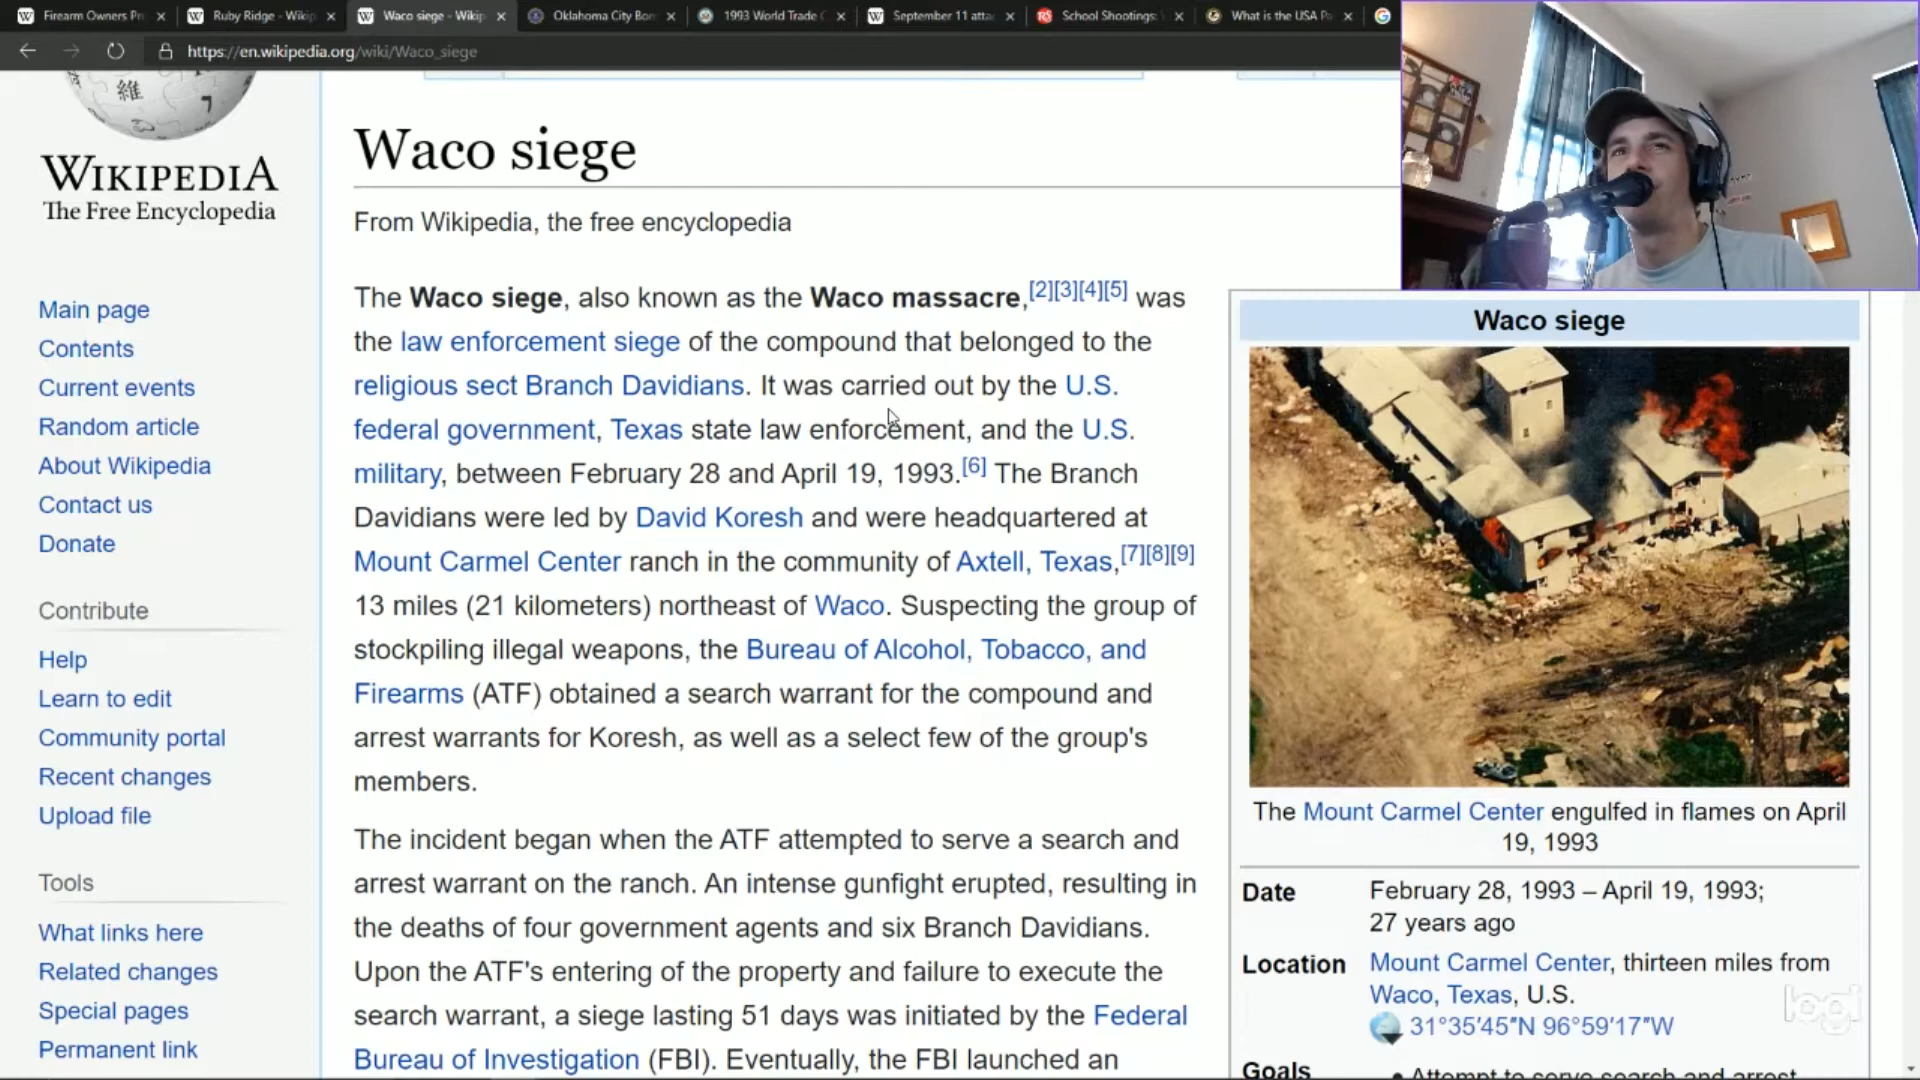 Firearm Owners Pr
Ruby Ridge - Wikip
Waco siege - Wikip
Oklahoma City Bom
1993 World Trade C
September 11 attac
School Shootings:
What is the USA Pa
https://en.wikipedia.org/wiki/Waco_siege
維
WIKIPEDIA
The Free Encyclopedia
Main page
Contents
Current events
Random article
About Wikipedia
Contact us
Donate
Contribute
Help
Learn to edit
Community portal
Recent changes
Upload file
Tools
What links here
Related changes
Special pages
Permanent link
Waco siege
From Wikipedia, the free encyclopedia
The Waco siege, also known as the Waco massacre,[2][3][4][5] was
the law enforcement siege of the compound that belonged to the
religious sect Branch Davidians. It was carried out by the U.S.
federal government, Texas state law enforcement, and the U.S.
military, between February 28 and April 19, 1993.[6] The Branch
Davidians were led by David Koresh and were headquartered at
Mount Carmel Center ranch in the community of Axtell, Texas,[7][8][9]
13 miles (21 kilometers) northeast of Waco. Suspecting the group of
stockpiling illegal weapons, the Bureau of Alcohol, Tobacco, and
Firearms (ATF) obtained a search warrant for the compound and
arrest warrants for Koresh, as well as a select few of the group's
members.
The incident began when the ATF attempted to serve a search and
arrest warrant on the ranch. An intense gunfight erupted, resulting in
the deaths of four government agents and six Branch Davidians.
Upon the ATF's entering of the property and failure to execute the
search warrant, a siege lasting 51 days was initiated by the Federal
Bureau of Investigation (FBI). Eventually, the FBI launched an
Waco siege
The Mount Carmel Center engulfed in flames on April
19, 1993
Date February 28, 1993 – April 19, 1993;
27 years ago
Location Mount Carmel Center, thirteen miles from
Waco, Texas, U.S.
31°35′45″N 96°59′17″W
Goals • Attempt to serve search and arrest
logi